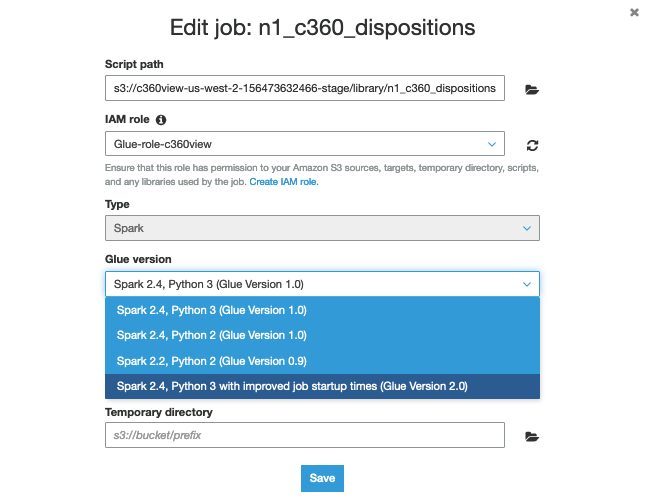 Edit job: n1_c360_dispositions
Script path
s3://c360view-us-west-2-156473632466-stage/library/n1_c360_dispositions
IAM role
Glue-role-c360view
Ensure that this role has permission to your Amazon S3 sources, targets, temporary directory, scripts,
and any libraries used by the job. Create IAM role.
Type
Spark
Glue version
Spark 2.4, Python 3 (Glue Version 1.0)
Spark 2.4, Python 3 (Glue Version 1.0)
Spark 2.4, Python 2 (Glue Version 1.0)
Spark 2.2, Python 2 (Glue Version 0.9)
Spark 2.4, Python 3 with improved job startup times (Glue Version 2.0)
Temporary directory
s3://bucket/prefix
Save